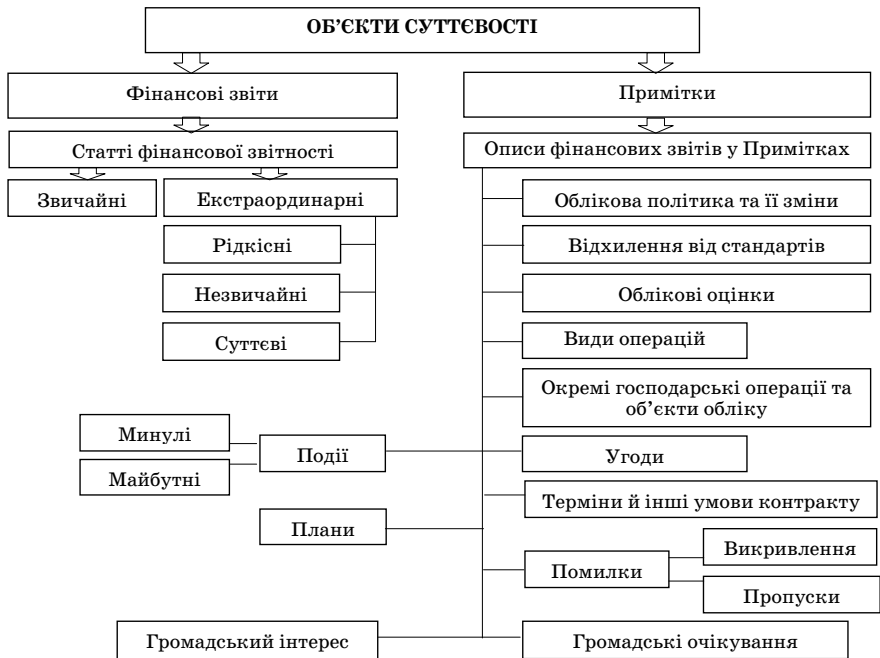 ОБ’ЄКТИ СУТТЄВОСТІ
Фінансові звіти
Примітки
Статті фінансової звітності
Описи фінансових звітів у Примітках
Звичайні
Екстраординарні
Облікова політика та її зміни
Рідкісні
Відхилення від стандартів
Незвичайні
Облікові оцінки
Суттєві
Види операцій
Окремі господарські операції та
об’єкти обліку
Минулі
Події
Угоди
Майбутні
Терміни й інші умови контракту
Плани
Помилки
Викривлення
Пропуски
Громадський інтерес
Громадські очікування